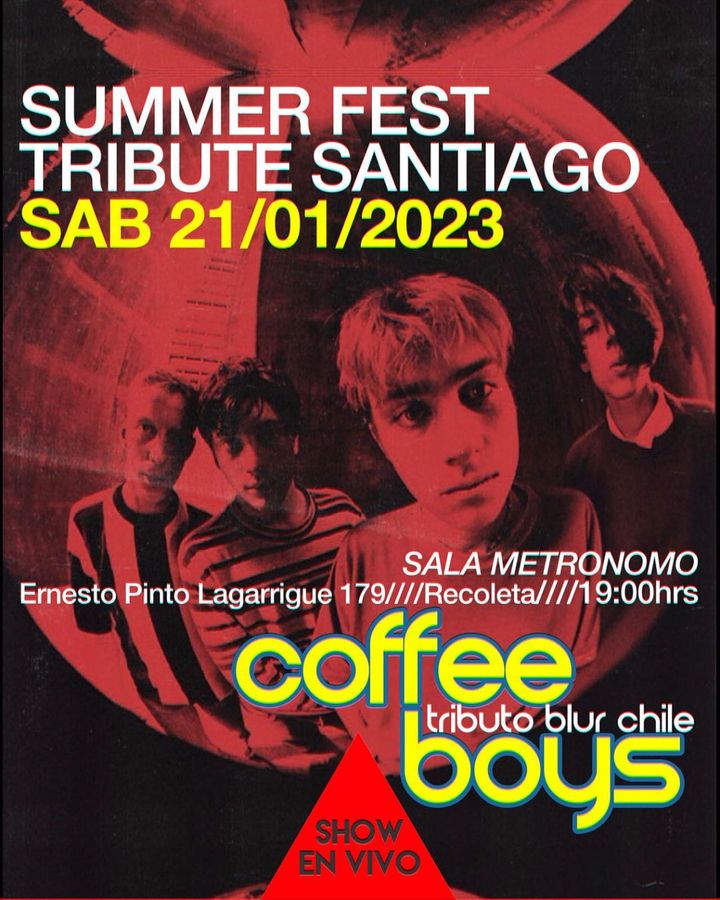 SUMMER FEST
TRIBUTE SANTIAGO
SAB 21/01/2023
SALA METRONOMO
Ernesto Pinto Lagarrigue 179////Recoleta////19:00hrs
coffee
tributo blur chile
boys
SHOW
EN VIVO